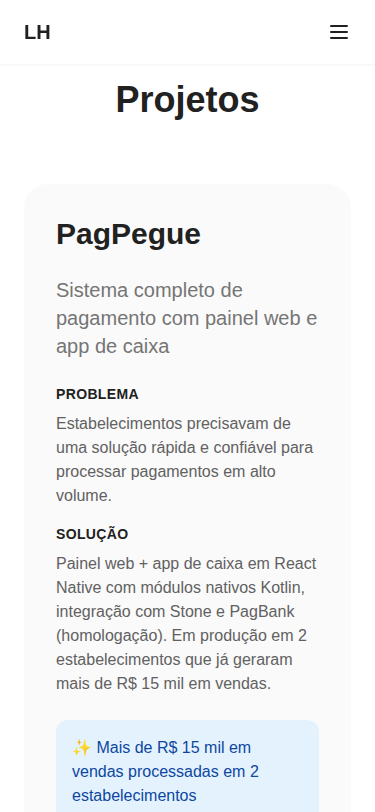 LH
Projetos
PagPegue
Sistema completo de
pagamento com painel web e
app de caixa
PROBLEMA
Estabelecimentos precisavam de
uma solução rápida e confiável para
processar pagamentos em alto
volume.
SOLUÇÃO
Painel web + app de caixa em React
Native com módulos nativos Kotlin,
integração com Stone e PagBank
(homologação). Em produção em 2
estabelecimentos que já geraram
mais de R$ 15 mil em vendas.
✨ Mais de R$ 15 mil em
vendas processadas em 2
estabelecimentos